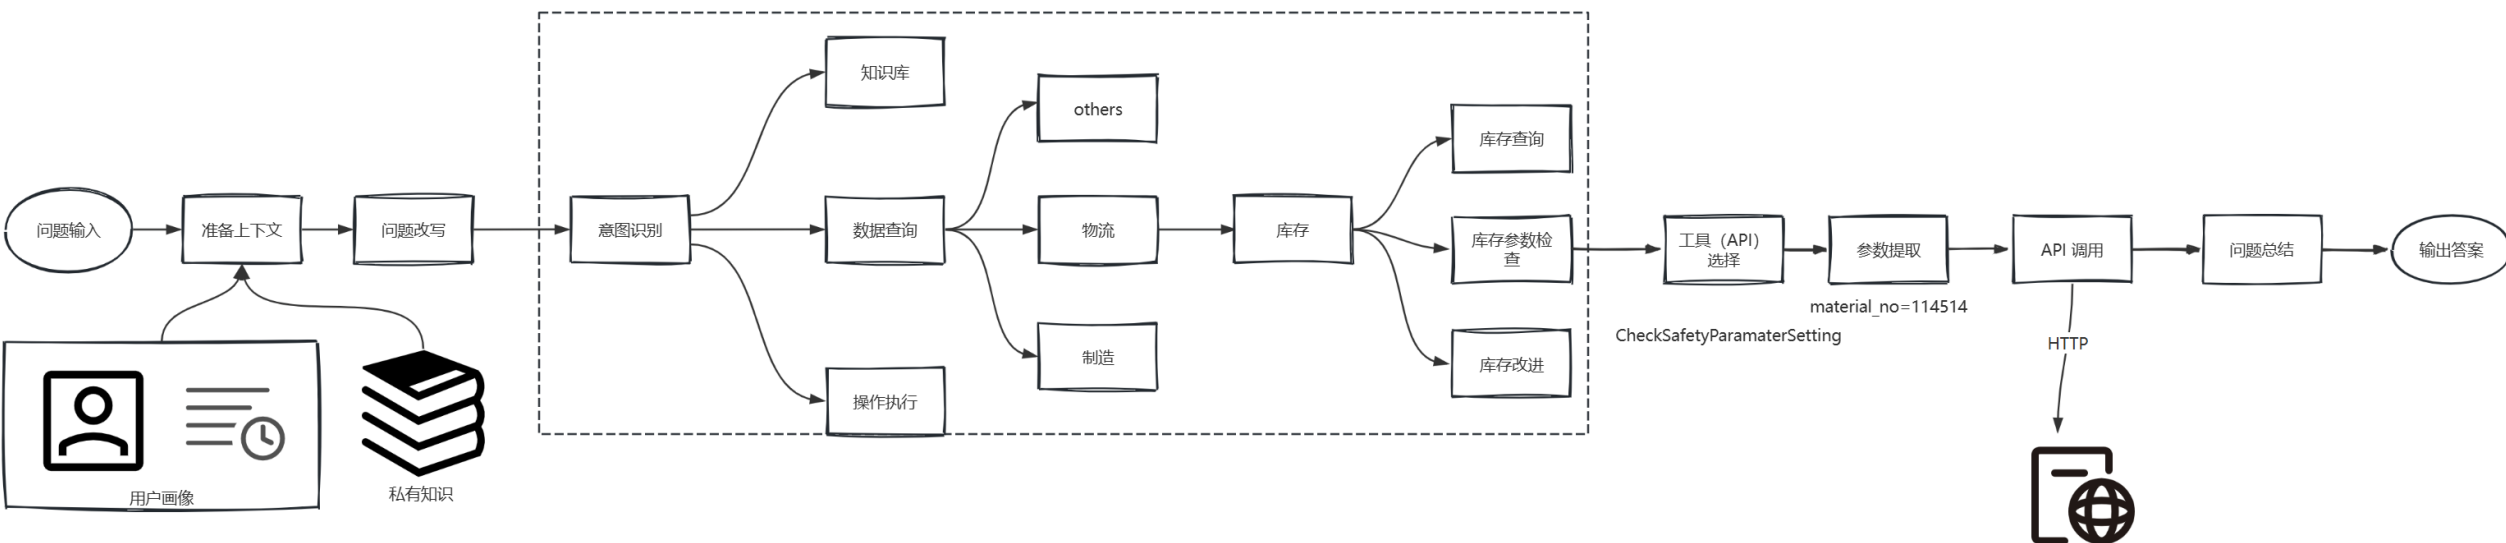 问题输入
准备上下文
问题改写
用户画像
私有知识
意图识别
知识库
数据查询
操作执行
others
物流
制造
库存
库存查询
库存参数检
查
库存改进
工具（API）
选择
CheckSafetyParamaterSetting
参数提取
material_no=114514
API 调用
HTTP
问题总结
输出答案